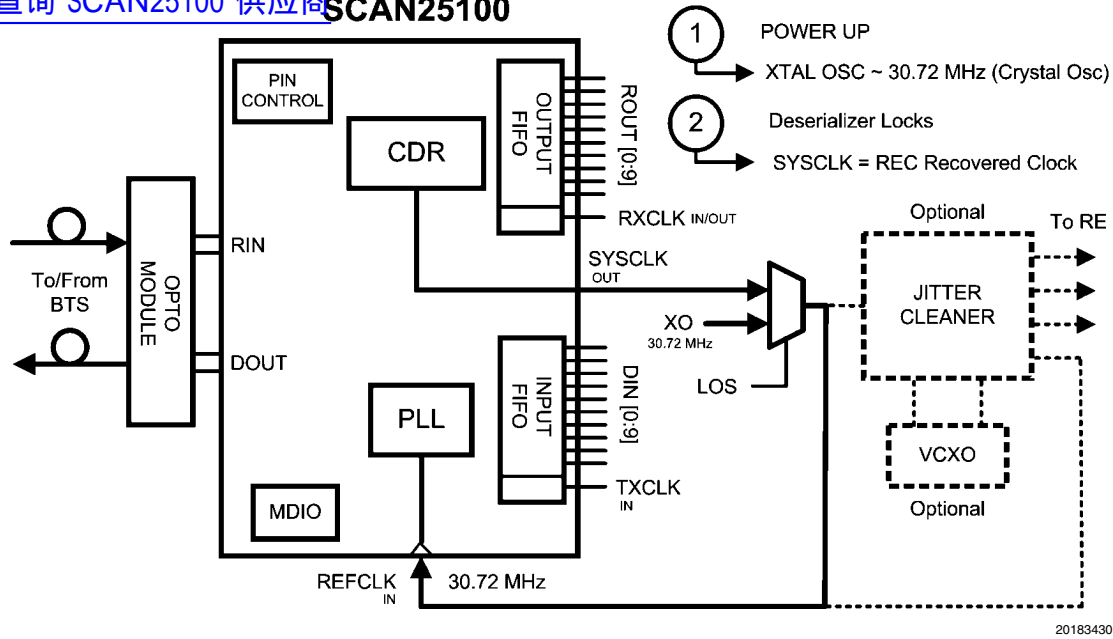 查询 SCAN25100 供应商
SCAN25100
1
POWER UP
XTAL OSC ~ 30.72 MHz (Crystal Osc)
2
Deserializer Locks
SYSCLK = REC Recovered Clock
PIN
CONTROL
CDR
OUTPUT
FIFO
ROUT [0:9]
RXCLK IN/OUT
To/From
BTS
OPTO
MODULE
RIN
DOUT
SYSCLK
OUT
XO
30.72 MHz
LOS
Optional
JITTER
CLEANER
To RE
VCXO
Optional
PLL
INPUT
FIFO
DIN [0:9]
TXCLK
IN
MDIO
REFCLK
IN
30.72 MHz
20183430